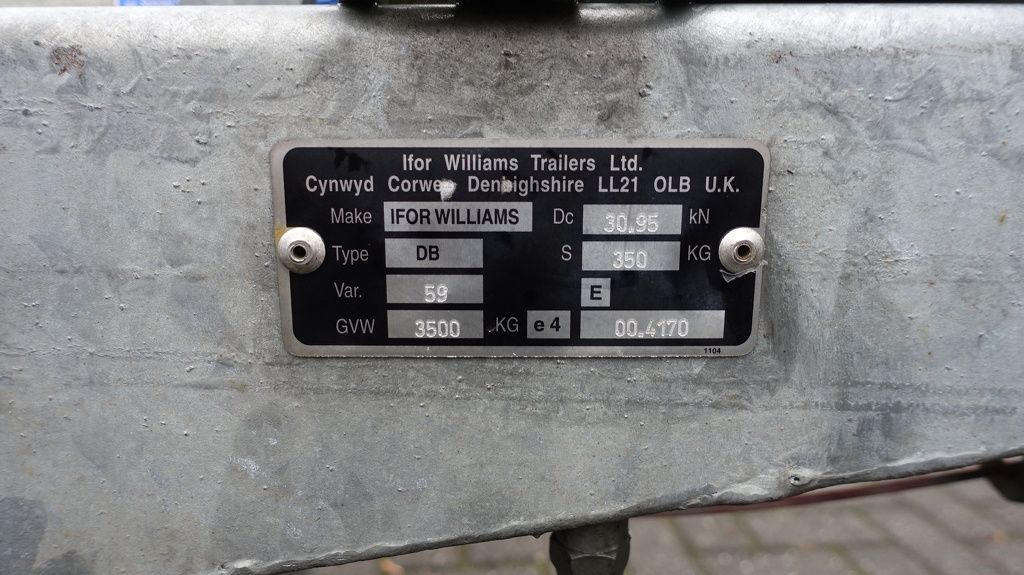 Ifor Williams Trailers Ltd.
Cynwyd Corwen Denbighshire LL21 OLB U.K.
Make IFOR WILLIAMS Dc 30.95 kN
Type DB S 350 KG
Var. 59 E
GVW 3500 KG e4 00.4170
1104